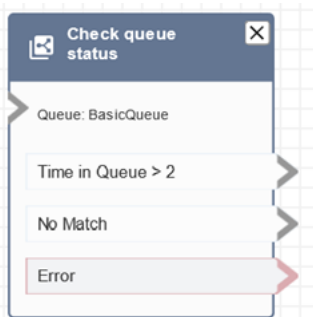 Check queue
status
Queue: BasicQueue
Time in Queue > 2
No Match
Error